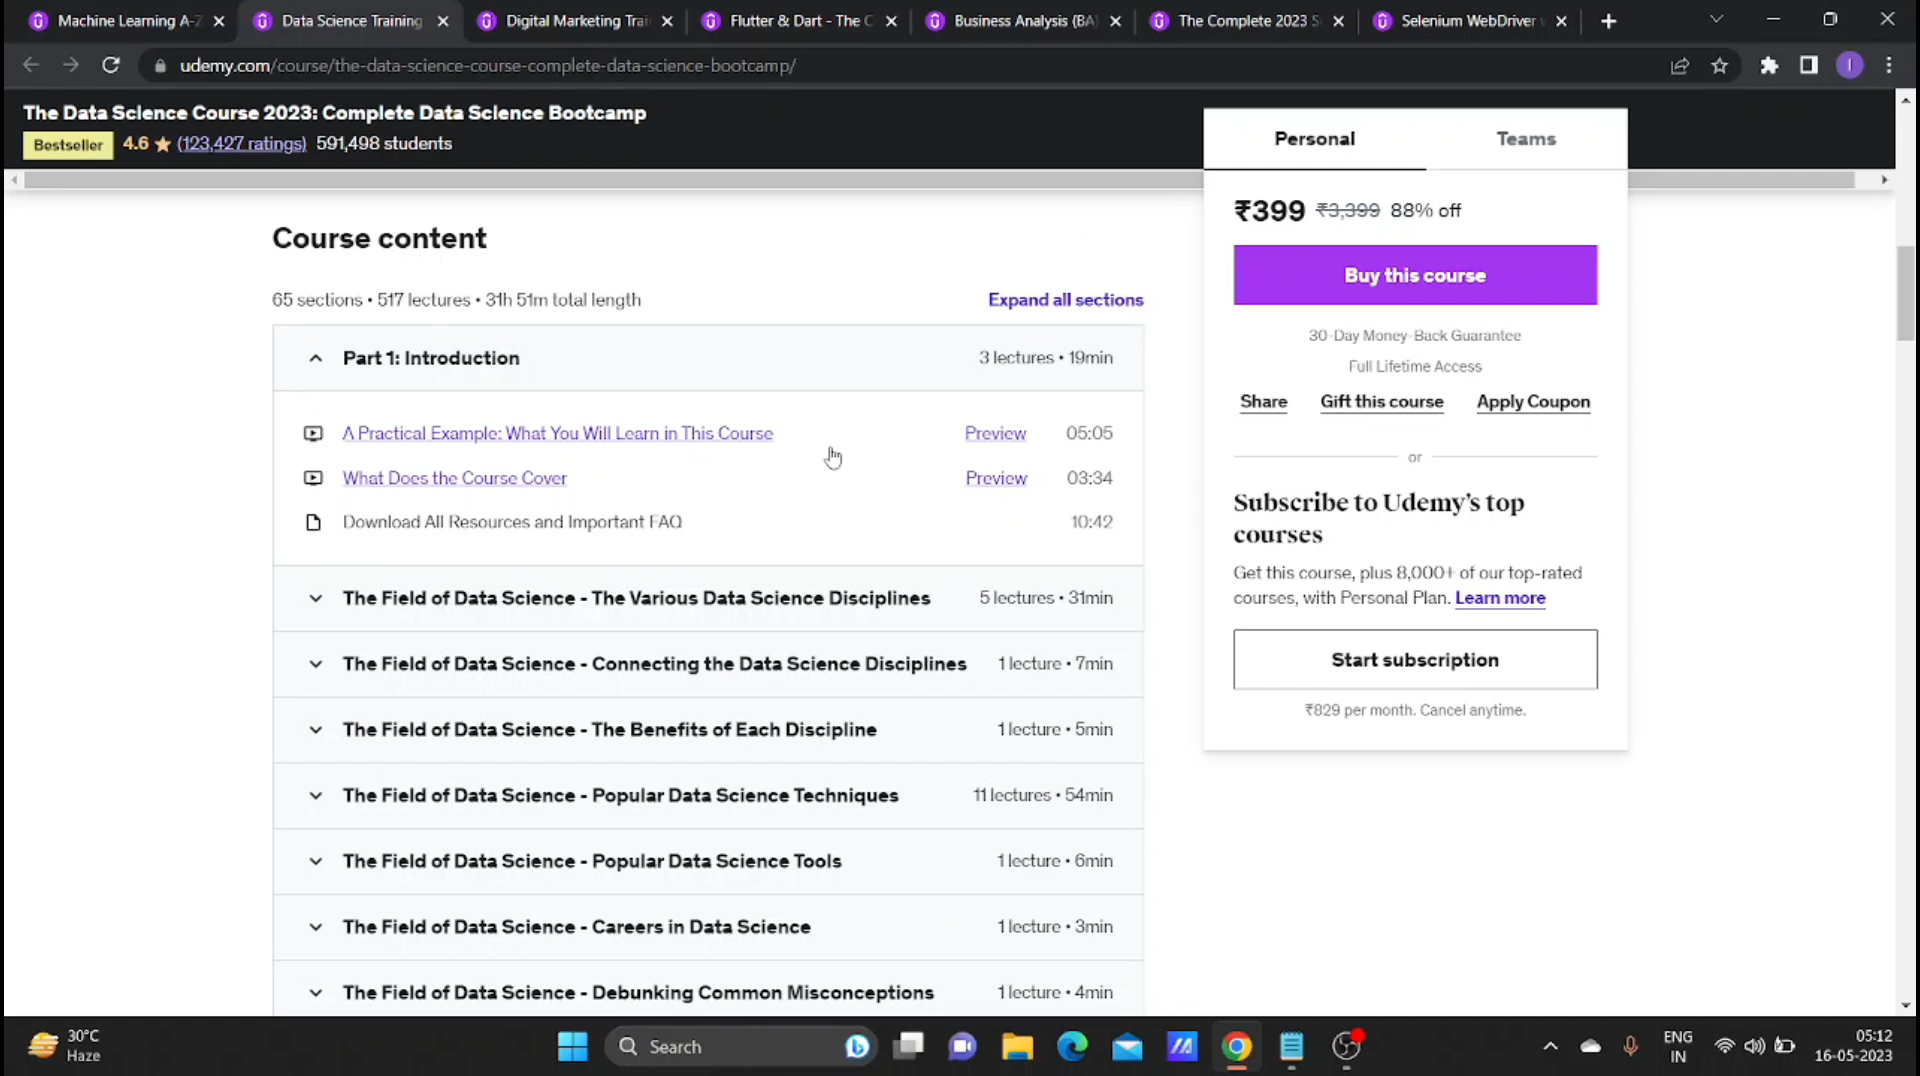 Machine Learning A-Z
Data Science Training
Digital Marketing Trai
Flutter & Dart - The C
Business Analysis (BA)
The Complete 2023 S
Selenium WebDriver
udemy.com/course/the-data-science-course-complete-data-science-bootcamp/
I
The Data Science Course 2023: Complete Data Science Bootcamp
Bestseller 4.6 ★ (123,427 ratings) 591,498 students
Personal Teams
₹399 ₹3,399 88% off
Buy this course
30-Day Money-Back Guarantee
Full Lifetime Access
Share Gift this course Apply Coupon
or
Subscribe to Udemy's top
courses
Get this course, plus 8,000+ of our top-rated
courses, with Personal Plan. Learn more
Start subscription
₹829 per month. Cancel anytime.
Course content
65 sections • 517 lectures • 31h 51m total length Expand all sections
Part 1: Introduction 3 lectures • 19min
A Practical Example: What You Will Learn in This Course Preview 05:05
What Does the Course Cover Preview 03:34
Download All Resources and Important FAQ 10:42
The Field of Data Science - The Various Data Science Disciplines 5 lectures • 31min
The Field of Data Science - Connecting the Data Science Disciplines 1 lecture • 7min
The Field of Data Science - The Benefits of Each Discipline 1 lecture • 5min
The Field of Data Science - Popular Data Science Techniques 11 lectures • 54min
The Field of Data Science - Popular Data Science Tools 1 lecture • 6min
The Field of Data Science - Careers in Data Science 1 lecture • 3min
The Field of Data Science - Debunking Common Misconceptions 1 lecture • 4min
30°C
Haze
Search
ENG
IN
05:12
16-05-2023